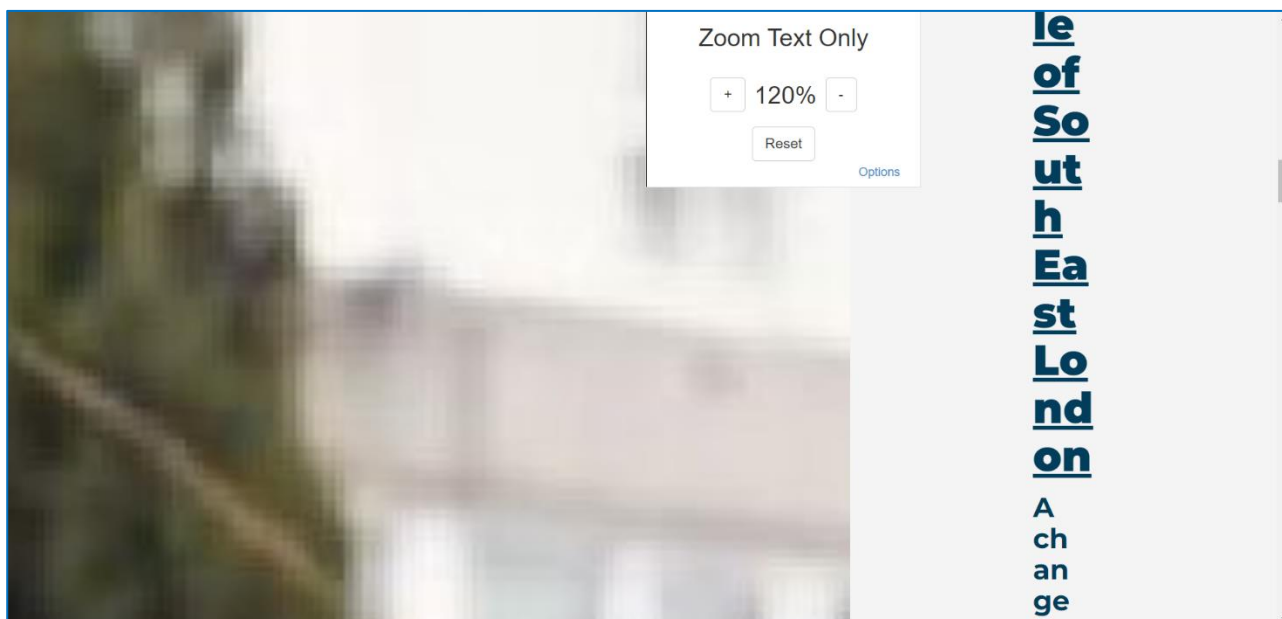 Zoom Text Only
+ 120% -
Reset
Options
le
of
So
ut
h
Ea
st
Lo
nd
on
A
ch
an
ge